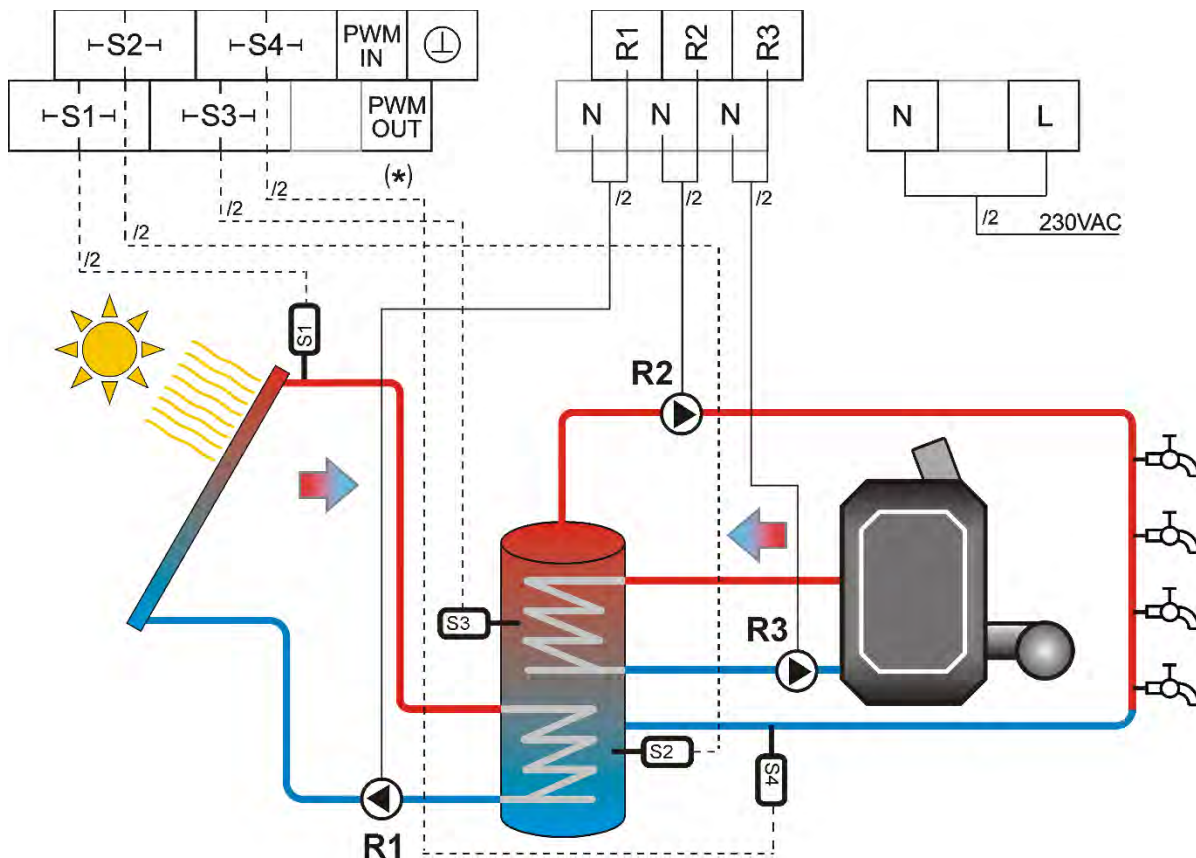 ⊢S2⊣ ⊢S4⊣ PWM IN
⊢S1⊣ ⊢S3⊣ PWM OUT
(*)
R1 R2 R3
N N N
N L
/2 /2 /2 /2
/2 /2 /2
/2 230VAC
S1
R2
S3
R3
S2
S4
R1